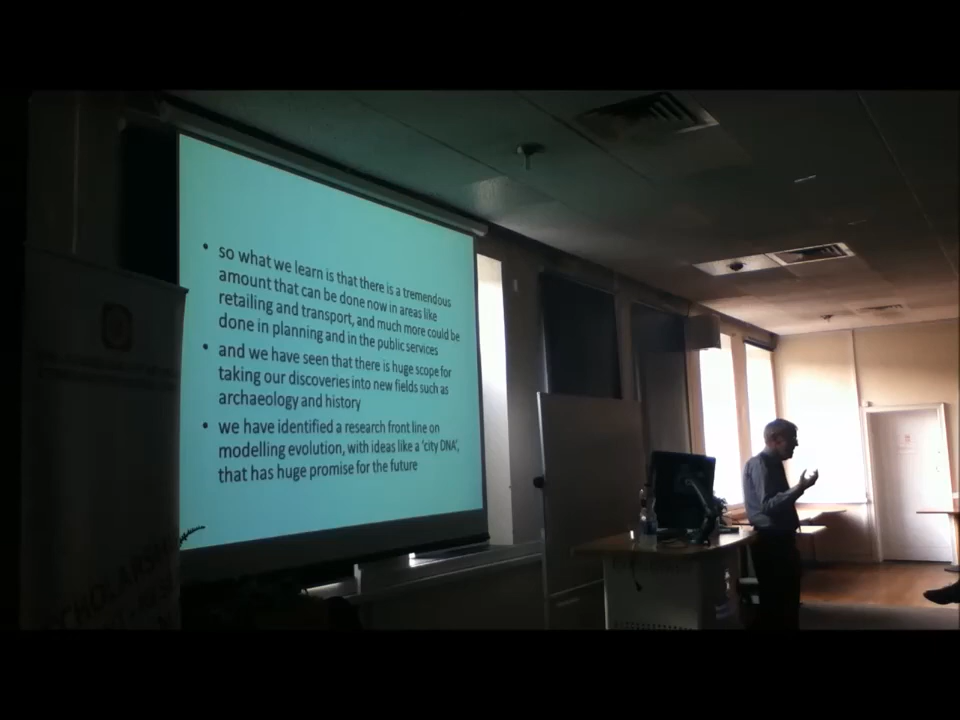 • so what we learn is that there is a tremendous
amount that can be done now in areas like
retailing and transport, and much more could be
done in planning and in the public services
• and we have seen that there is huge scope for
taking our discoveries into new fields such as
archaeology and history
• we have identified a research front line on
modelling evolution, with ideas like a 'city DNA',
that has huge promise for the future